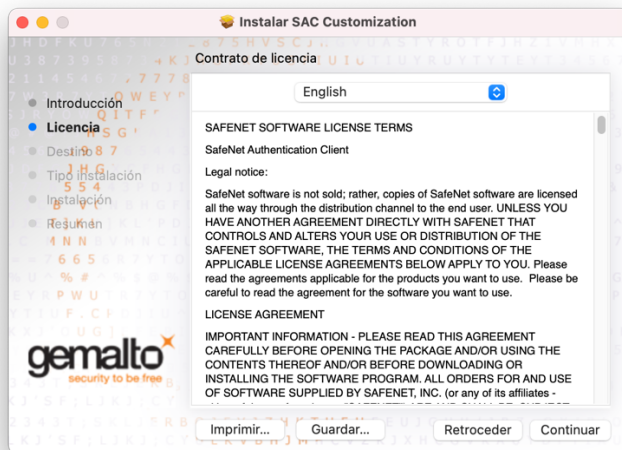 Instalar SAC Customization
Contrato de licencia
English
Introducción
Licencia
Destino
Tipo instalación
Instalación
Resumen
SAFENET SOFTWARE LICENSE TERMS
SafeNet Authentication Client
Legal notice:
SafeNet software is not sold; rather, copies of SafeNet software are licensed
all the way through the distribution channel to the end user. UNLESS YOU
HAVE ANOTHER AGREEMENT DIRECTLY WITH SAFENET THAT
CONTROLS AND ALTERS YOUR USE OR DISTRIBUTION OF THE
SAFENET SOFTWARE, THE TERMS AND CONDITIONS OF THE
APPLICABLE LICENSE AGREEMENTS BELOW APPLY TO YOU. Please
read the agreements applicable for the products you want to use. Please be
careful to read the agreement for the software you want to use.
LICENSE AGREEMENT
IMPORTANT INFORMATION - PLEASE READ THIS AGREEMENT
CAREFULLY BEFORE OPENING THE PACKAGE AND/OR USING THE
CONTENTS THEREOF AND/OR BEFORE DOWNLOADING OR
INSTALLING THE SOFTWARE PROGRAM. ALL ORDERS FOR AND USE
OF SOFTWARE SUPPLIED BY SAFENET, INC. (or any of its affiliates -
gemalto
security to be free
Imprimir...
Guardar...
Retroceder
Continuar